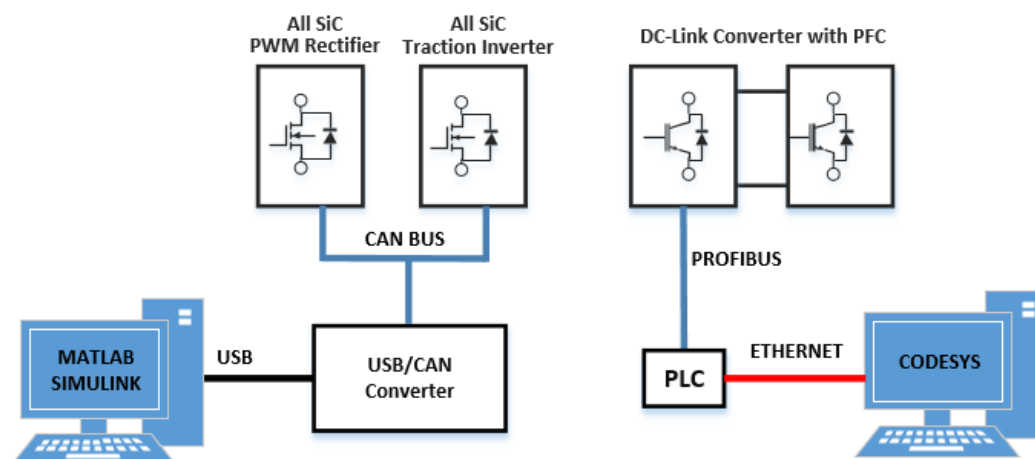 All SiC
PWM Rectifier
All SiC
Traction Inverter
DC-Link Converter with PFC
CAN BUS
PROFIBUS
MATLAB
SIMULINK
USB
USB/CAN
Converter
PLC
ETHERNET
CODESYS